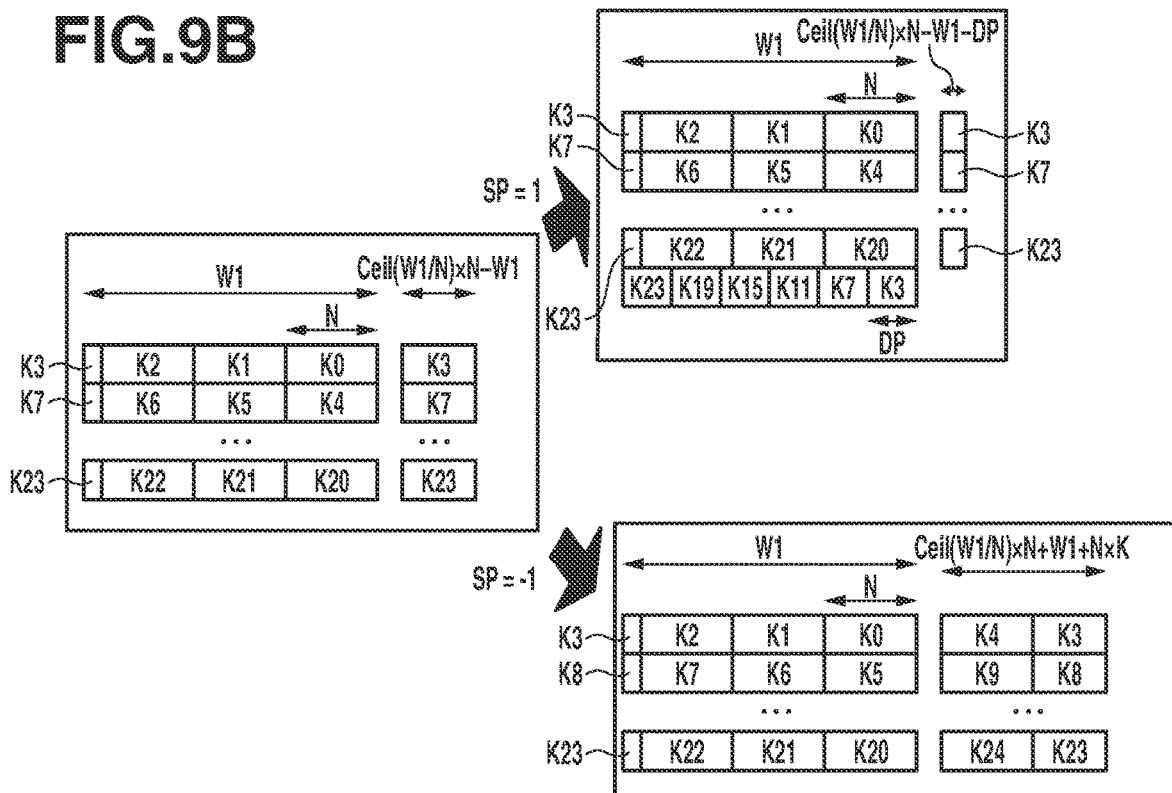 FIG.9B
W1
Ceil(W1/N)×N-W1
N
K3
K2
K1
K0
K3
K7
K6
K5
K4
K7
...
...
K23
K22
K21
K20
K23
SP = 1
Ceil(W1/N)×N-W1-DP
W1
N
K3
K2
K1
K0
K3
K7
K6
K5
K4
K7
...
...
K22
K21
K20
K23
K23
K23
K19
K15
K11
K7
K3
DP
SP = -1
W1
Ceil(W1/N)×N+W1+N×K
N
K3
K2
K1
K0
K4
K3
K8
K7
K6
K5
K9
K8
...
...
K23
K22
K21
K20
K24
K23